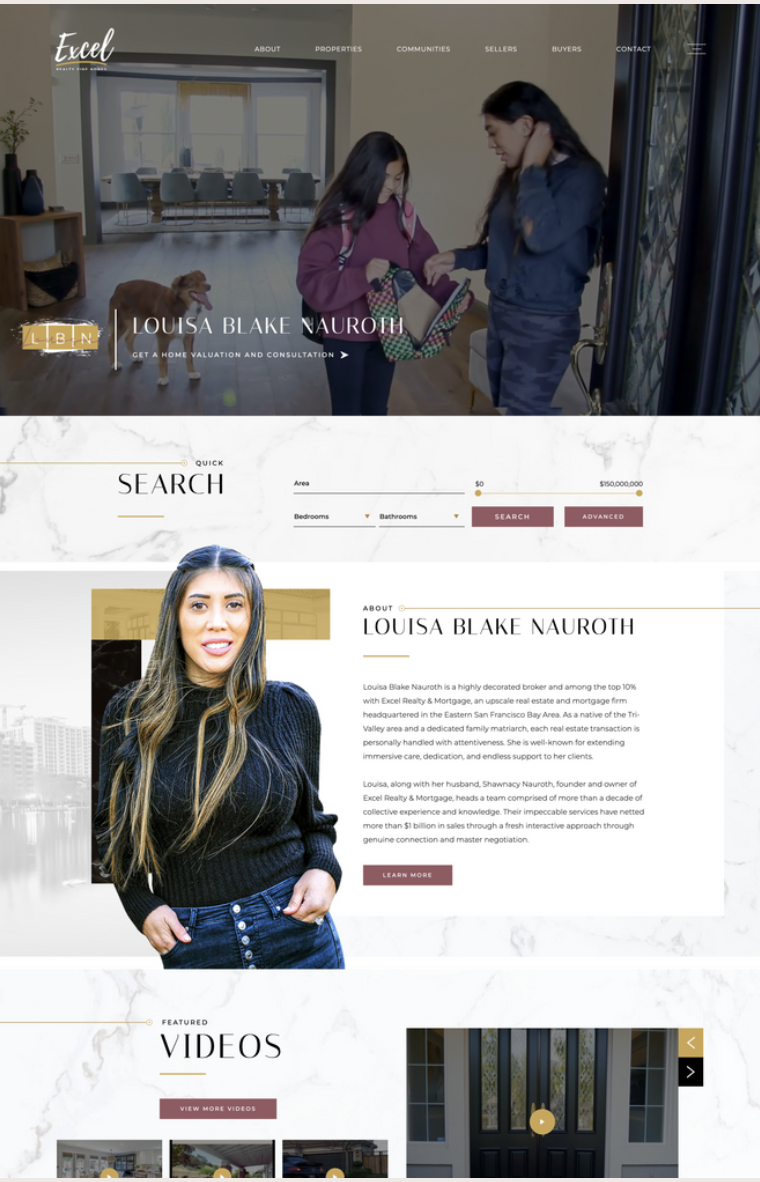 Excel
REALTY FINE HOMES
ABOUT PROPERTIES COMMUNITIES SELLERS BUYERS CONTACT
LBN
LOUISA BLAKE NAUROTH
GET A HOME VALUATION AND CONSULTATION
QUICK
SEARCH
Area
$0 $150,000,000
Bedrooms Bathrooms SEARCH ADVANCED
ABOUT
LOUISA BLAKE NAUROTH
Louisa Blake Nauroth is a highly decorated broker and among the top 10%
with Excel Realty & Mortgage, an upscale real estate and mortgage firm
headquartered in the Eastern San Francisco Bay Area. As a native of the Tri-
Valley area and a dedicated family matriarch, each real estate transaction is
personally handled with attentiveness. She is well-known for extending
immersive care, dedication, and endless support to her clients.
Louisa, along with her husband, Shawnacy Nauroth, founder and owner of
Excel Realty & Mortgage, heads a team comprised of more than a decade of
collective experience and knowledge. Their impeccable services have netted
more than $1 billion in sales through a fresh interactive approach through
genuine connection and master negotiation.
LEARN MORE
FEATURED
VIDEOS
VIEW MORE VIDEOS